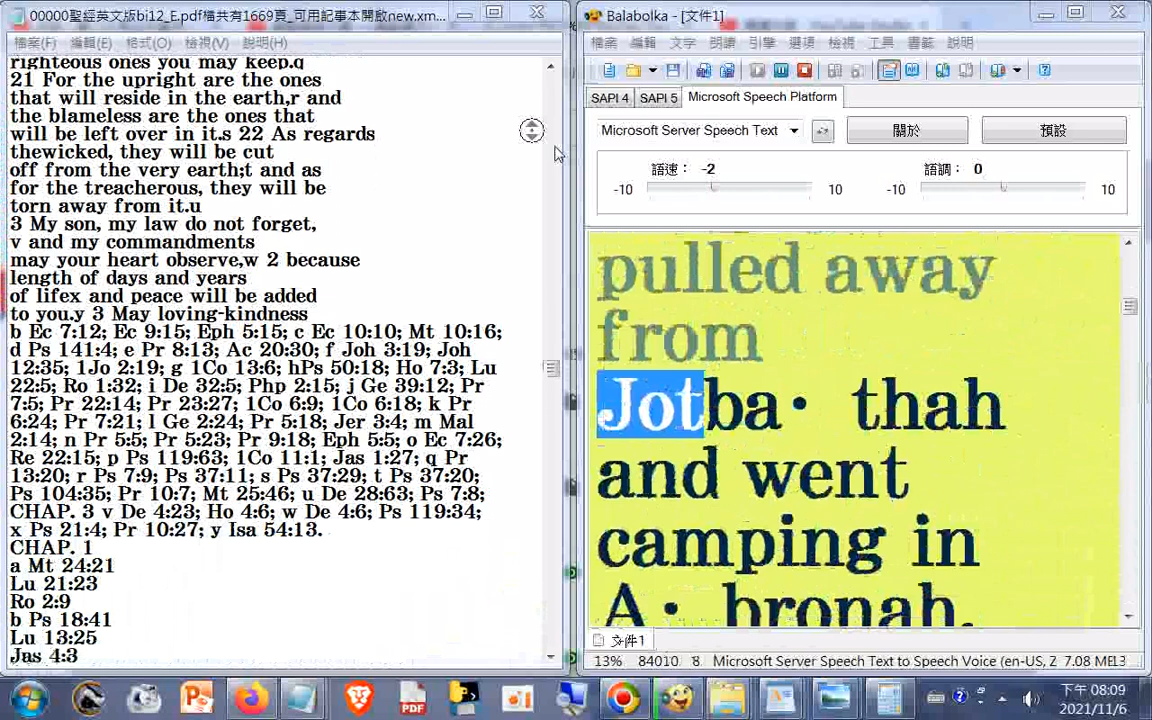 00000聖經英文版bi12_E.pdf檔共有1669頁_可用記事本開啟new.xm...
檔案(F) 編輯(E) 格式(O) 檢視(V) 說明(H)
righteous ones you may keep.q
21 For the upright are the ones
that will reside in the earth,r and
the blameless are the ones that
will be left over in it.s 22 As regards
thewicked, they will be cut
off from the very earth;t and as
for the treacherous, they will be
torn away from it.u
3 My son, my law do not forget,
v and my commandments
may your heart observe,w 2 because
length of days and years
of lifex and peace will be added
to you.y 3 May loving-kindness
b Ec 7:12; Ec 9:15; Eph 5:15; c Ec 10:10; Mt 10:16;
d Ps 141:4; e Pr 8:13; Ac 20:30; f Joh 3:19; Joh
12:35; 1Jo 2:19; g 1Co 13:6; hPs 50:18; Ho 7:3; Lu
22:5; Ro 1:32; i De 32:5; Php 2:15; j Ge 39:12; Pr
7:5; Pr 22:14; Pr 23:27; 1Co 6:9; 1Co 6:18; k Pr
6:24; Pr 7:21; l Ge 2:24; Pr 5:18; Jer 3:4; m Mal
2:14; n Pr 5:5; Pr 5:23; Pr 9:18; Eph 5:5; o Ec 7:26;
Re 22:15; p Ps 119:63; 1Co 11:1; Jas 1:27; q Pr
13:20; r Ps 7:9; Ps 37:11; s Ps 37:29; t Ps 37:20;
Ps 104:35; Pr 10:7; Mt 25:46; u De 28:63; Ps 7:8;
CHAP. 3 v De 4:23; Ho 4:6; w De 4:6; Ps 119:34;
x Ps 21:4; Pr 10:27; y Isa 54:13.
CHAP. 1
a Mt 24:21
Lu 21:23
Ro 2:9
b Ps 18:41
Lu 13:25
Jas 4:3
Balabolka - [文件1]
檔案 編輯 文字 朗讀 引擎 選項 檢視 工具 書籤 說明
SAPI 4 SAPI 5 Microsoft Speech Platform
Microsoft Server Speech Text 關於 預設
語速： -2 語調： 0
-10 10 -10 10
pulled away
from
Jotba• thah
and went
camping in
A• bronah.
文件1
13% 84010 Microsoft Server Speech Text to Speech Voice (en-US, Z 7.08 ME
下午 08:09
2021/11/6